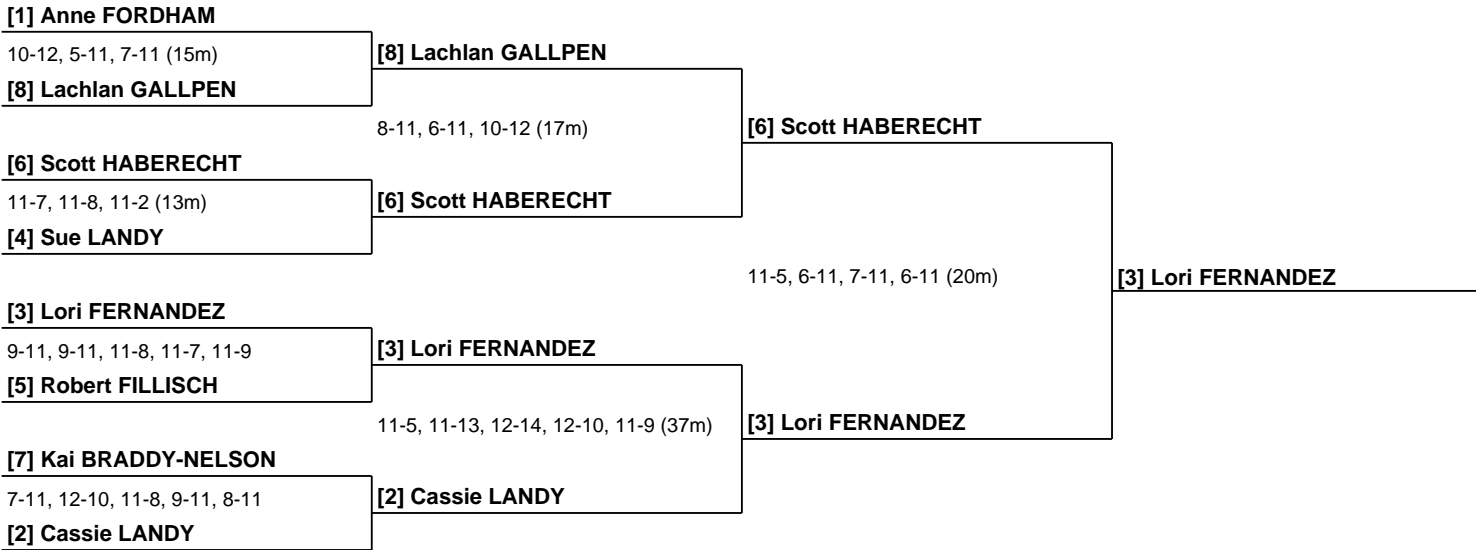 [1] Anne FORDHAM
10-12, 5-11, 7-11 (15m)
[8] Lachlan GALLPEN
[8] Lachlan GALLPEN
8-11, 6-11, 10-12 (17m)
[6] Scott HABERECHT
[6] Scott HABERECHT
11-7, 11-8, 11-2 (13m)
[6] Scott HABERECHT
[4] Sue LANDY
11-5, 6-11, 7-11, 6-11 (20m)
[3] Lori FERNANDEZ
[3] Lori FERNANDEZ
9-11, 9-11, 11-8, 11-7, 11-9
[3] Lori FERNANDEZ
[5] Robert FILLISCH
11-5, 11-13, 12-14, 12-10, 11-9 (37m)
[3] Lori FERNANDEZ
[7] Kai BRADDY-NELSON
7-11, 12-10, 11-8, 9-11, 8-11
[2] Cassie LANDY
[2] Cassie LANDY